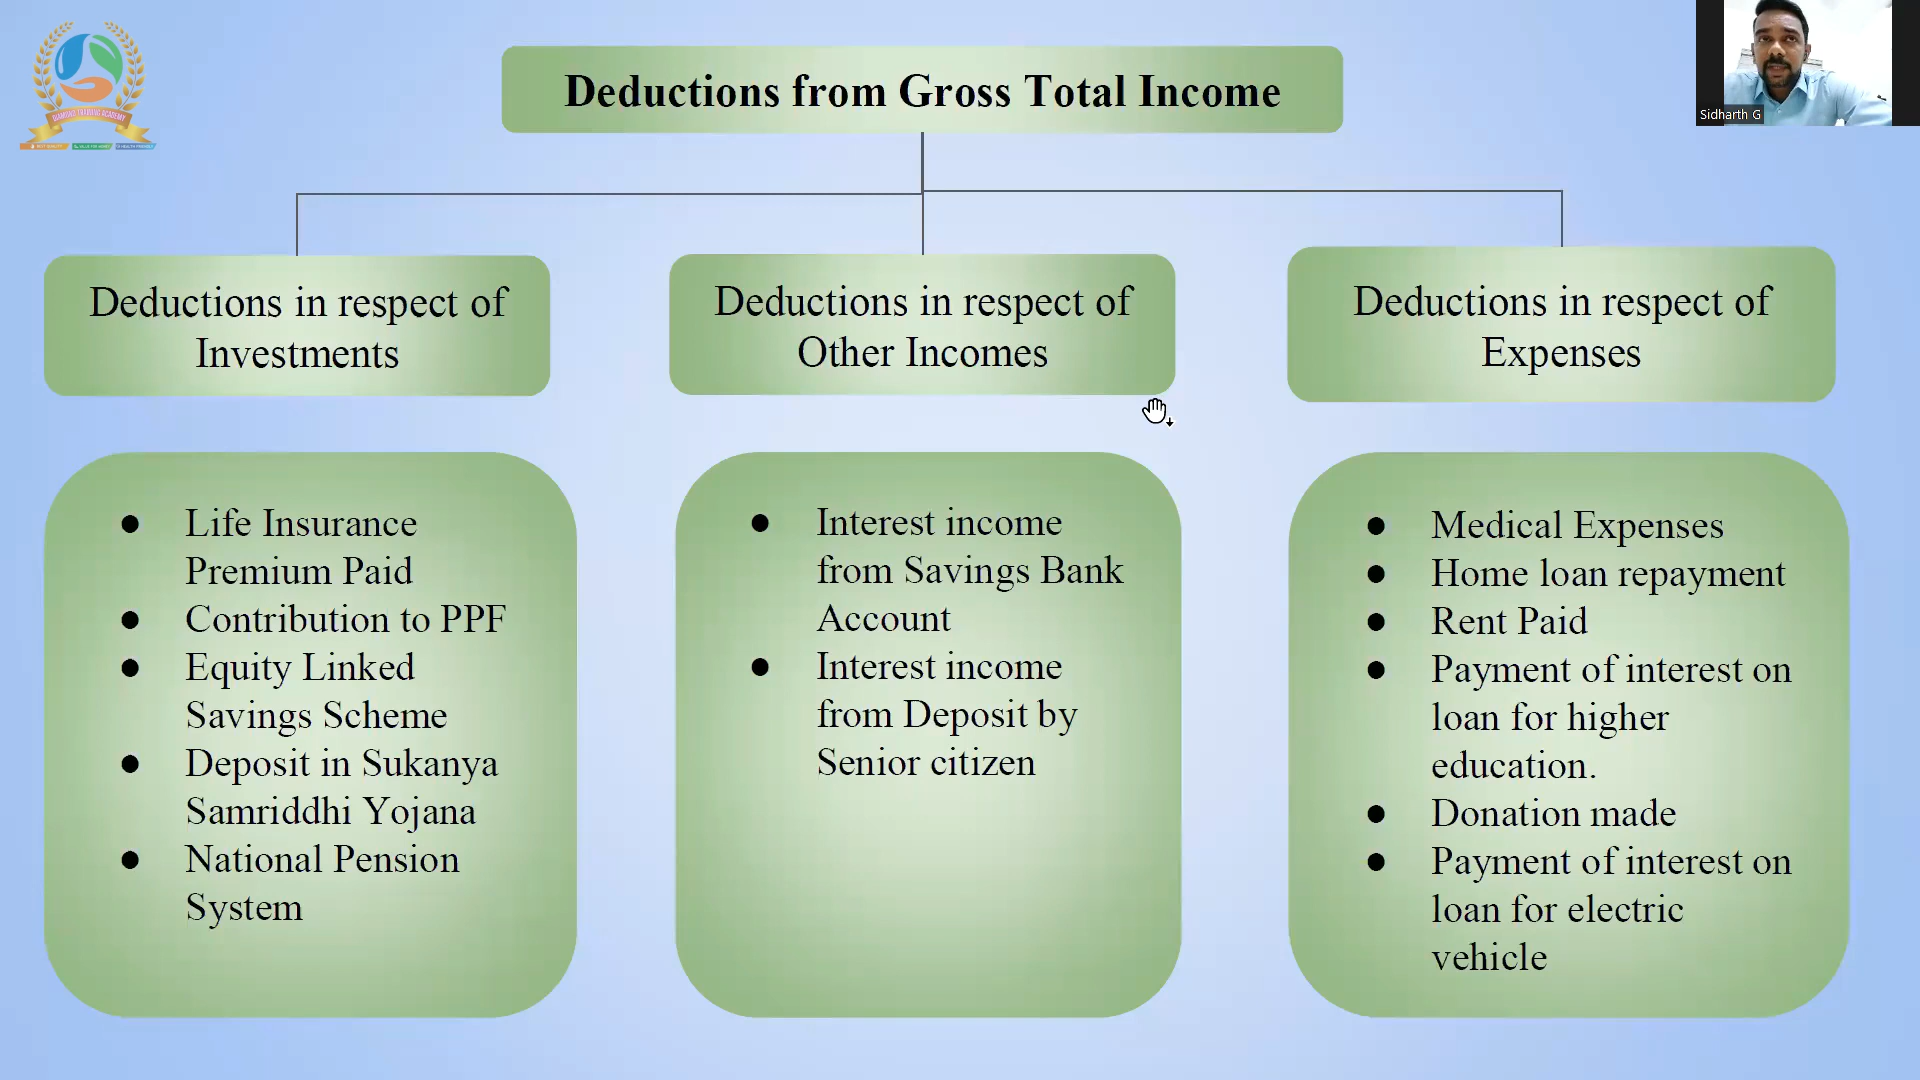 Deductions from Gross Total Income
Sidharth G
DIAMOND TRADING ACADEMY
Deductions in respect of
Investments
Deductions in respect of
Other Incomes
Deductions in respect of
Expenses
● Life Insurance
Premium Paid
● Contribution to PPF
● Equity Linked
Savings Scheme
● Deposit in Sukanya
Samriddhi Yojana
● National Pension
System
● Interest income
from Savings Bank
Account
● Interest income
from Deposit by
Senior citizen
● Medical Expenses
● Home loan repayment
● Rent Paid
● Payment of interest on
loan for higher
education.
● Donation made
● Payment of interest on
loan for electric
vehicle